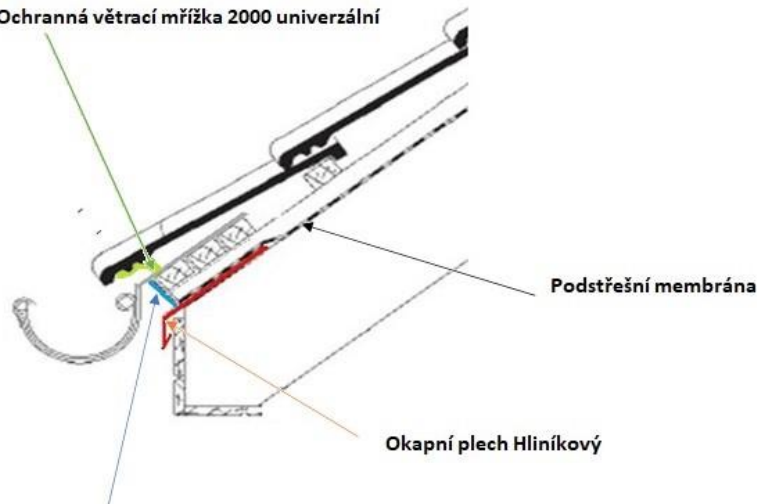 Ochranná větrací mřížka 2000 univerzální
Podstřešní membrána
Okapní plech Hliníkový